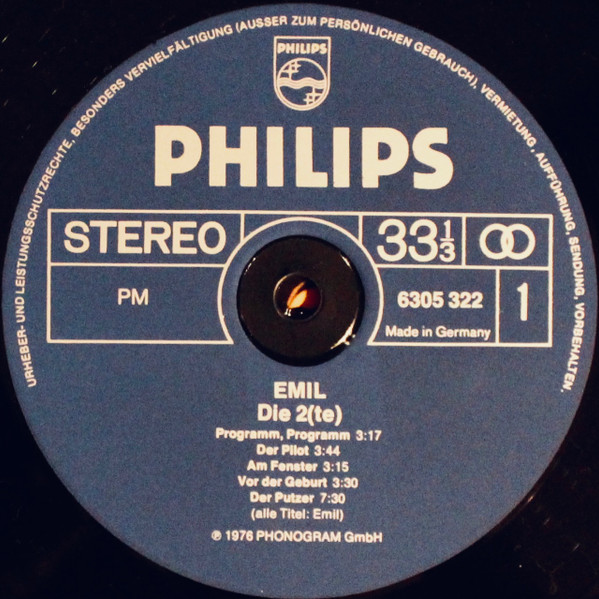 URHEBER- UND LEISTUNGSSCHUTZRECHTE, BESONDERS VERVIELFÄLTIGUNG (AUSSER ZUM PERSÖNLICHEN GEBRAUCH), VERMIETUNG, AUFFÜHRUNG, SENDUNG, VORBEHALTEN.
PHILIPS
PHILIPS
STEREO
33 1/3
PM
6305 322
1
Made in Germany
EMIL
Die 2(te)
Programm, Programm 3:17
Der Pilot 3:44
Am Fenster 3:15
Vor der Geburt 3:30
Der Putzer 7:30
(alle Titel: Emil)
℗ 1976 PHONOGRAM GmbH